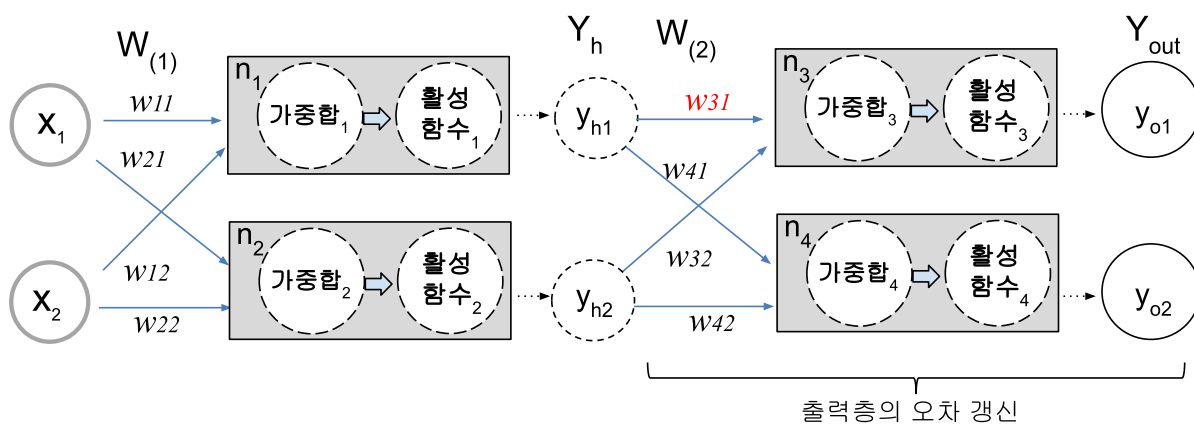 W(1)
Yh
W(2)
Yout
x1
w11
w21
n1
가중합1
활성
함수1
yh1
w31
w41
n3
가중합3
활성
함수3
yo1
x2
w12
w22
n2
가중합2
활성
함수2
yh2
w32
w42
n4
가중합4
활성
함수4
yo2
출력층의 오차 갱신